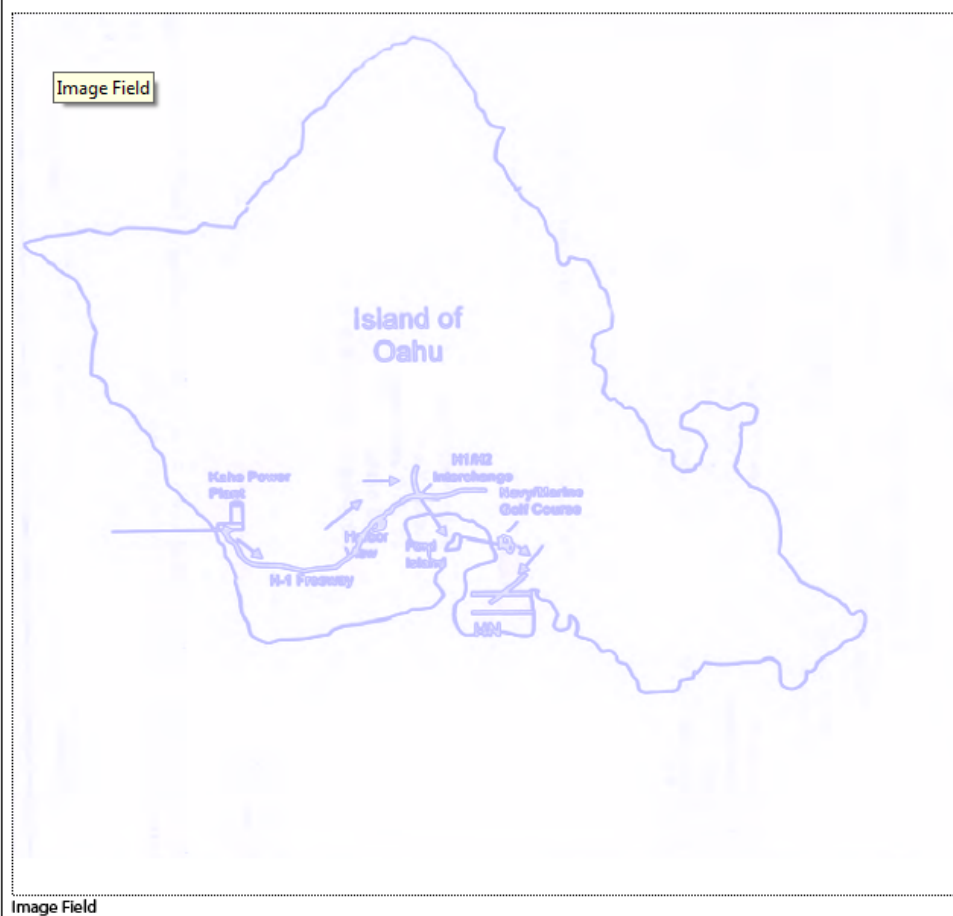 Image Field
Island of
Oahu
H1/H2
Interchange
Kahe Power
Plant
Navy/Marine
Golf Course
Harbor
View
Ford
Island
H-1 Freeway
HN
Image Field